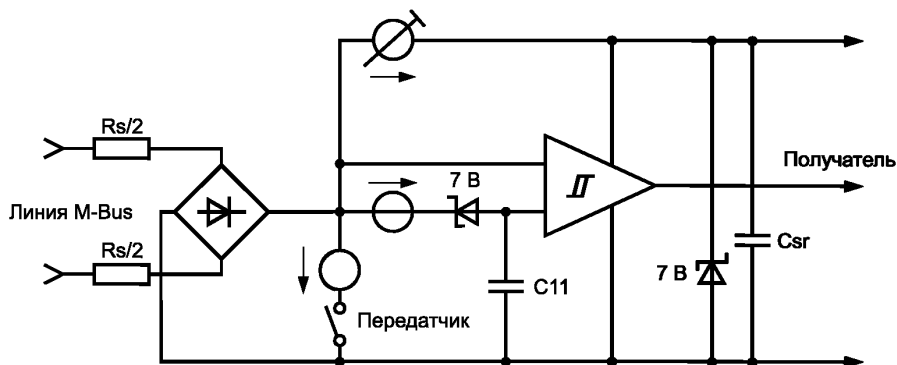 Rs/2
7 В
Получатель
Линия M-Bus
Rs/2
7 В
Csr
C11
Передатчик